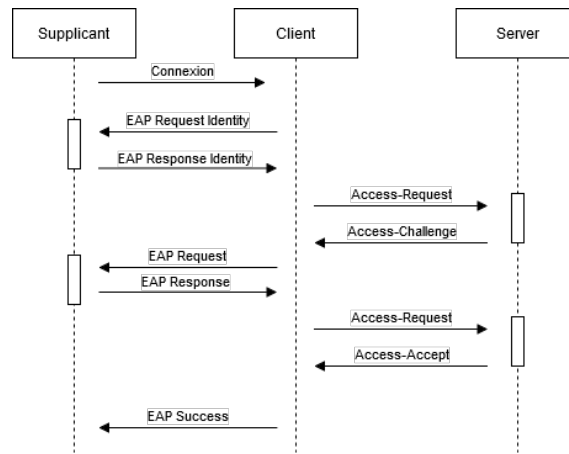 Supplicant
Client
Server
Connexion
EAP Request Identity
EAP Response Identity
Access-Request
Access-Challenge
EAP Request
EAP Response
Access-Request
Access-Accept
EAP Success